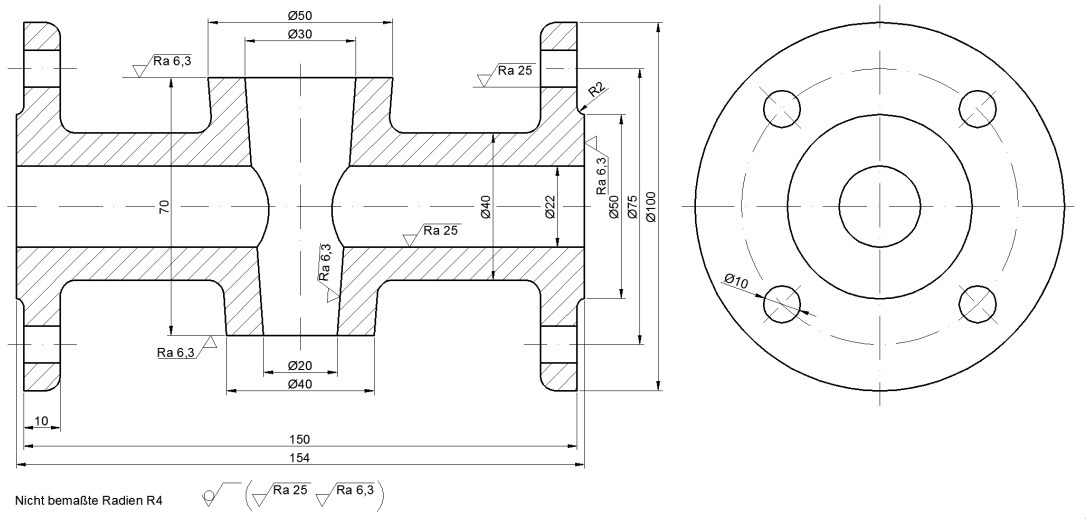 Ø50
Ø30
Ra 6,3
Ra 25
R2
Ra 6,3
70
Ø40
Ø22
Ø50
Ø75
Ø100
Ra 25
Ra 6,3
Ø10
Ra 6,3
Ø20
Ø40
10
150
154
Nicht bemaßte Radien R4 ( Ra 25 Ra 6,3 )